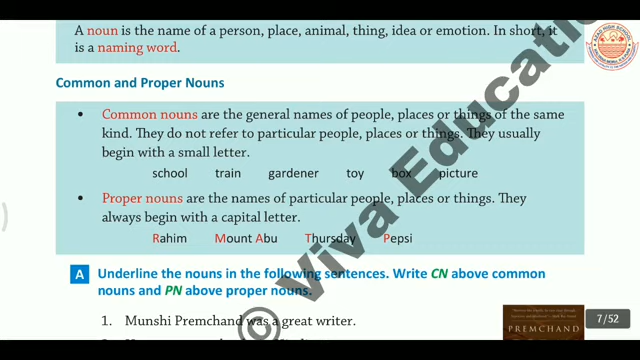 A noun is the name of a person, place, animal, thing, idea or emotion. In short, it
is a naming word.
Common and Proper Nouns
• Common nouns are the general names of people, places or things of the same
kind. They do not refer to particular people, places or things. They usually
begin with a small letter.
school train gardener toy box picture
• Proper nouns are the names of particular people, places or things. They
always begin with a capital letter.
Rahim Mount Abu Thursday Pepsi
A Underline the nouns in the following sentences. Write CN above common
nouns and PN above proper nouns.
1. Munshi Premchand was a great writer.
PREMCHAND
7/52
© Viva Education